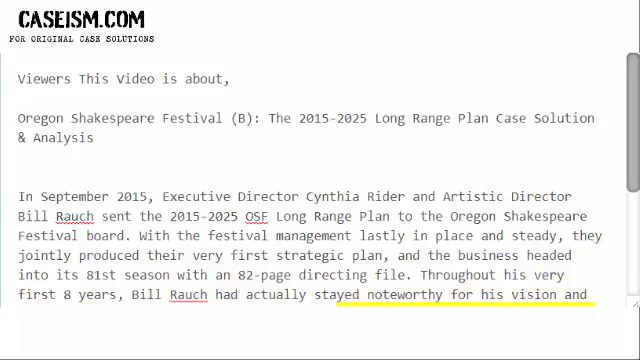 CASEISM.COM
FOR ORIGINAL CASE SOLUTIONS
Viewers This Video is about,
Oregon Shakespeare Festival (B): The 2015-2025 Long Range Plan Case Solution
& Analysis
In September 2015, Executive Director Cynthia Rider and Artistic Director
Bill Rauch sent the 2015-2025 OSF Long Range Plan to the Oregon Shakespeare
Festival board. With the festival management lastly in place and steady, they
jointly produced their very first strategic plan, and the business headed
into its 81st season with an 82-page directing file. Throughout his very
first 8 years, Bill Rauch had actually stayed noteworthy for his vision and